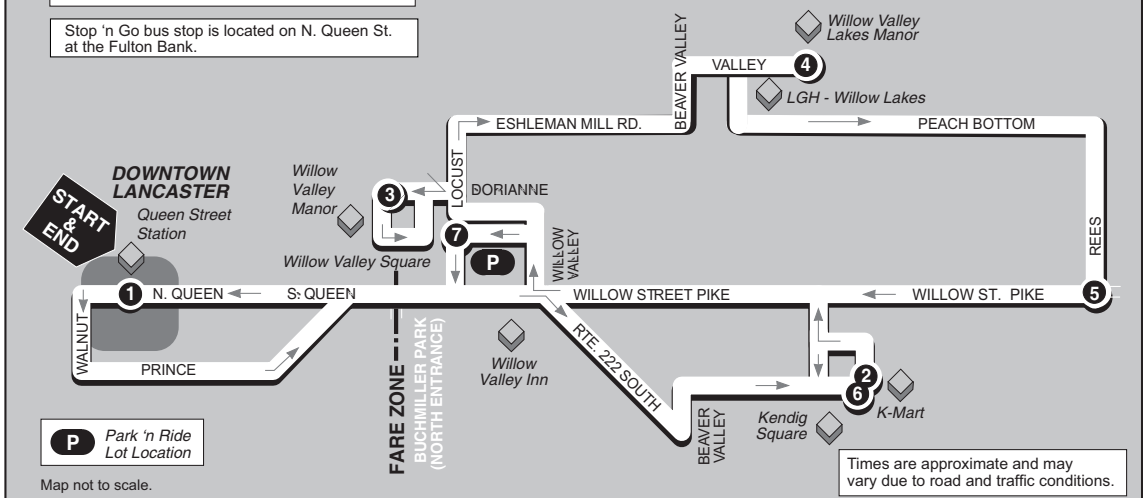 Stop 'n Go bus stop is located on N. Queen St.
at the Fulton Bank.
Willow Valley
Lakes Manor
4
VALLEY
BEAVER VALLEY
LGH - Willow Lakes
ESHLEMAN MILL RD.
PEACH BOTTOM
DOWNTOWN
LANCASTER
Queen Street
Station
START
&
END
Willow
Valley
Manor
3
LOCUST
DORIANNE
7
P
WILLOW
VALLEY
REES
Willow Valley Square
1
N. QUEEN
S. QUEEN
WILLOW STREET PIKE
WILLOW ST. PIKE
5
WALNUT
PRINCE
FARE ZONE
BUCHMILLER PARK
(NORTH ENTRANCE)
Willow
Valley Inn
RTE. 222 SOUTH
BEAVER
VALLEY
2
6
K-Mart
Kendig
Square
P
Park 'n Ride
Lot Location
Map not to scale.
Times are approximate and may
vary due to road and traffic conditions.